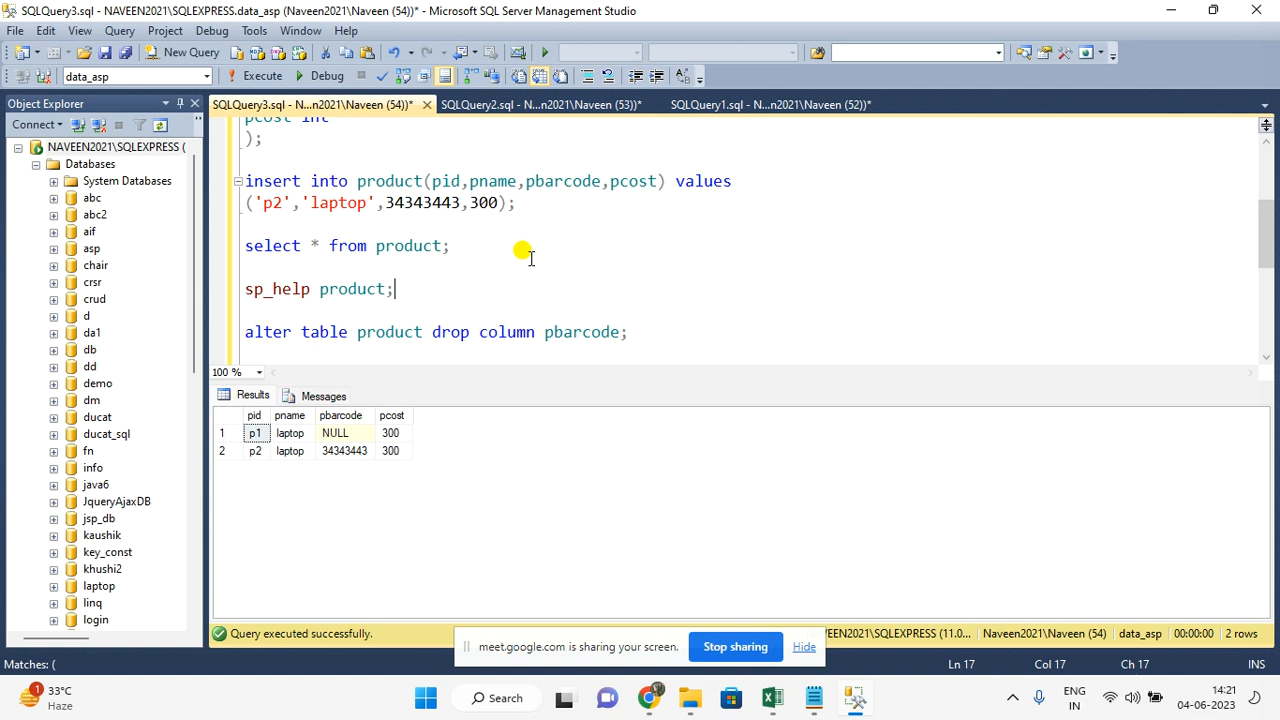 SQLQuery3.sql - NAVEEN2021\SQLEXPRESS.data_asp (Naveen2021\Naveen (54))* - Microsoft SQL Server Management Studio
File Edit View Query Project Debug Tools Window Help
New Query
data_asp Execute Debug
Object Explorer
SQLQuery3.sql - N...n2021\Naveen (54))* SQLQuery2.sql - N...n2021\Naveen (53))* SQLQuery1.sql - N...n2021\Naveen (52))*
Connect
NAVEEN2021\SQLEXPRESS (
Databases
System Databases
abc
abc2
aif
asp
chair
crsr
crud
d
da1
db
dd
demo
dm
ducat
ducat_sql
fn
info
java6
JqueryAjaxDB
jsp_db
kaushik
key_const
khushi2
laptop
linq
login
pcost int
);
insert into product(pid,pname,pbarcode,pcost) values
('p2','laptop',34343443,300);
select * from product;
sp_help product;
alter table product drop column pbarcode;
100 %
Results Messages
pid pname pbarcode pcost
1 p1 laptop NULL 300
2 p2 laptop 34343443 300
Query executed successfully.
VEEN2021\SQLEXPRESS (11.0... Naveen2021\Naveen (54) data_asp 00:00:00 2 rows
meet.google.com is sharing your screen. Stop sharing Hide
Matches: ( Ln 17 Col 17 Ch 17 INS
1 33°C
Haze
Search
ENG
IN
14:21
04-06-2023